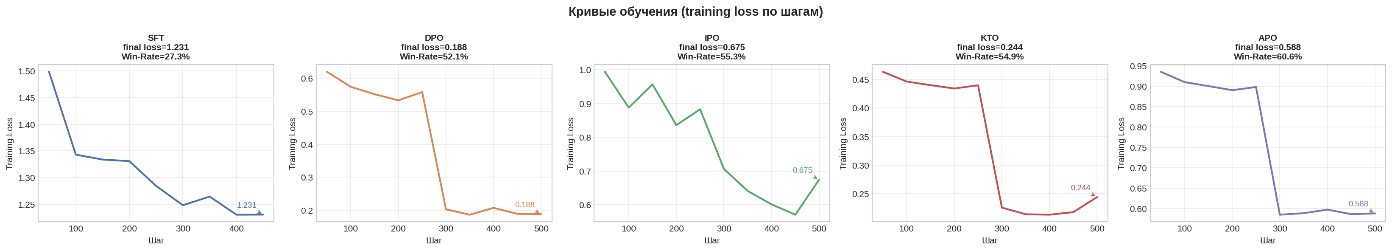 Кривые обучения (training loss по шагам)
SFT
final loss=1.231
Win-Rate=27.3%
Training Loss
1.50
1.45
1.40
1.35
1.30
1.25
1.231
100
200
300
400
Шаг
DPO
final loss=0.188
Win-Rate=52.1%
Training Loss
0.6
0.5
0.4
0.3
0.2
0.188
100
200
300
400
500
Шаг
IPO
final loss=0.675
Win-Rate=55.3%
Training Loss
1.0
0.9
0.8
0.7
0.6
0.675
100
200
300
400
500
Шаг
KTO
final loss=0.244
Win-Rate=54.9%
Training Loss
0.45
0.40
0.35
0.30
0.25
0.244
100
200
300
400
500
Шаг
APO
final loss=0.588
Win-Rate=60.6%
Training Loss
0.95
0.90
0.85
0.80
0.75
0.70
0.65
0.60
0.588
100
200
300
400
500
Шаг